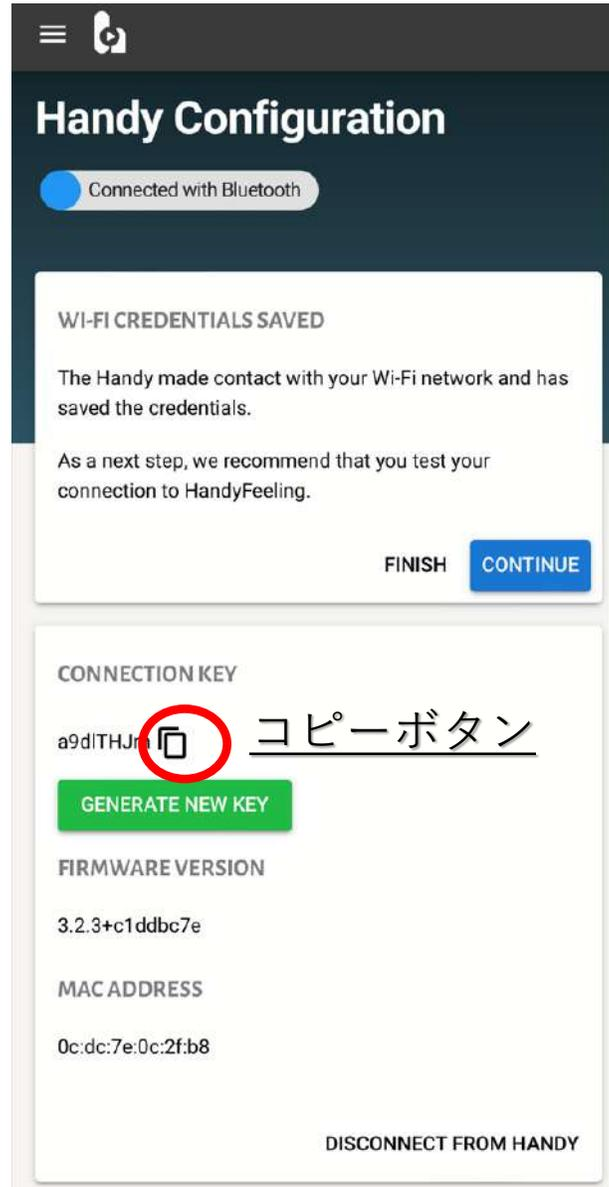 Handy Configuration
Connected with Bluetooth
WI-FI CREDENTIALS SAVED
The Handy made contact with your Wi-Fi network and has
saved the credentials.
As a next step, we recommend that you test your
connection to HandyFeeling.
FINISH CONTINUE
CONNECTION KEY
コピーボタン
GENERATE NEW KEY
FIRMWARE VERSION
3.2.3+c1ddbc7e
MAC ADDRESS
0c:dc:7e:0c:2f:b8
DISCONNECT FROM HANDY